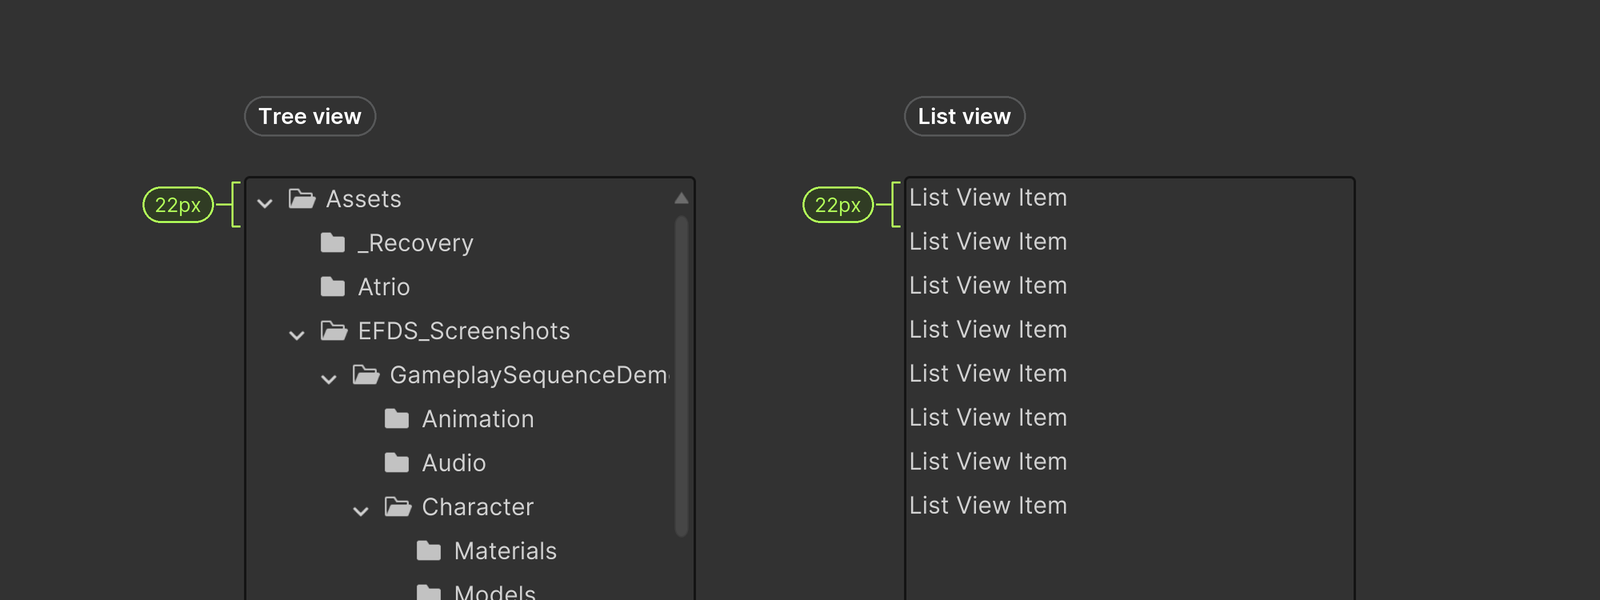 Tree view
22px
Assets
_Recovery
Atrio
EFDS_Screenshots
GameplaySequenceDem
Animation
Audio
Character
Materials
Models
List view
22px
List View Item
List View Item
List View Item
List View Item
List View Item
List View Item
List View Item
List View Item